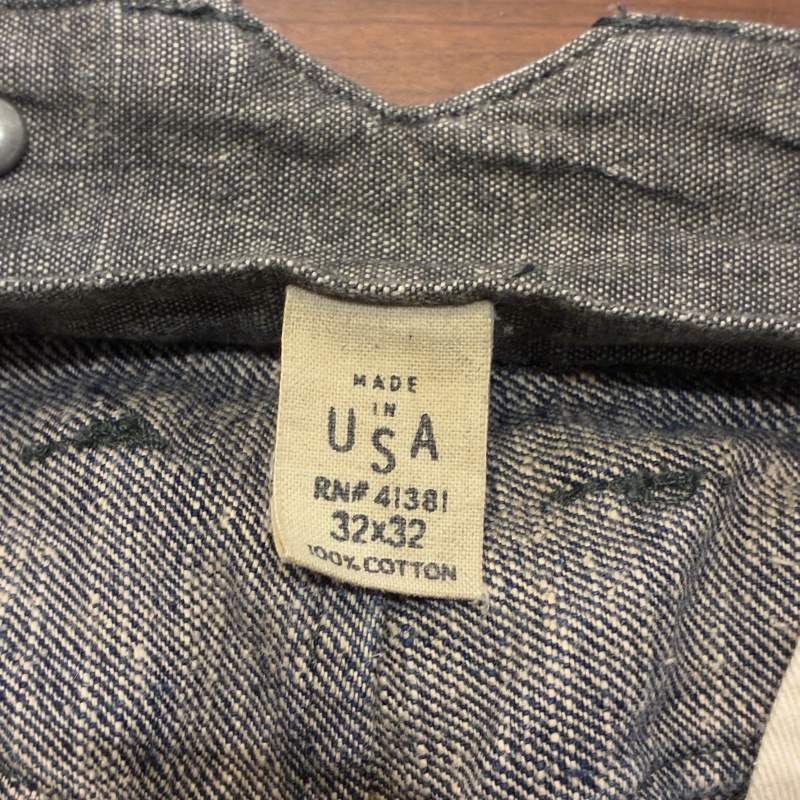 MADE
IN
USA
RN# 41381
32x32
100% COTTON